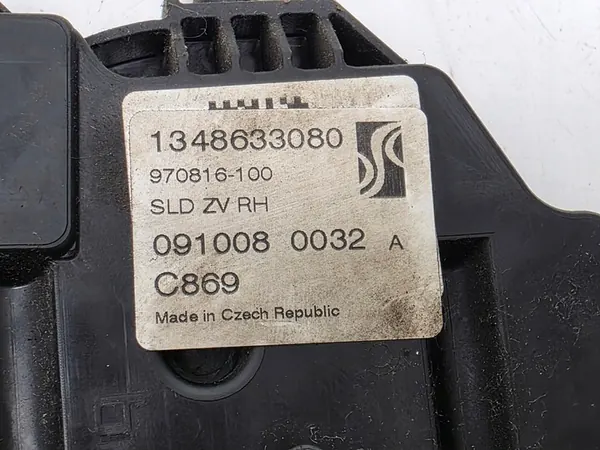 1348633080
970816-100
SLD ZV RH
091008 0032 A
C869
Made in Czech Republic